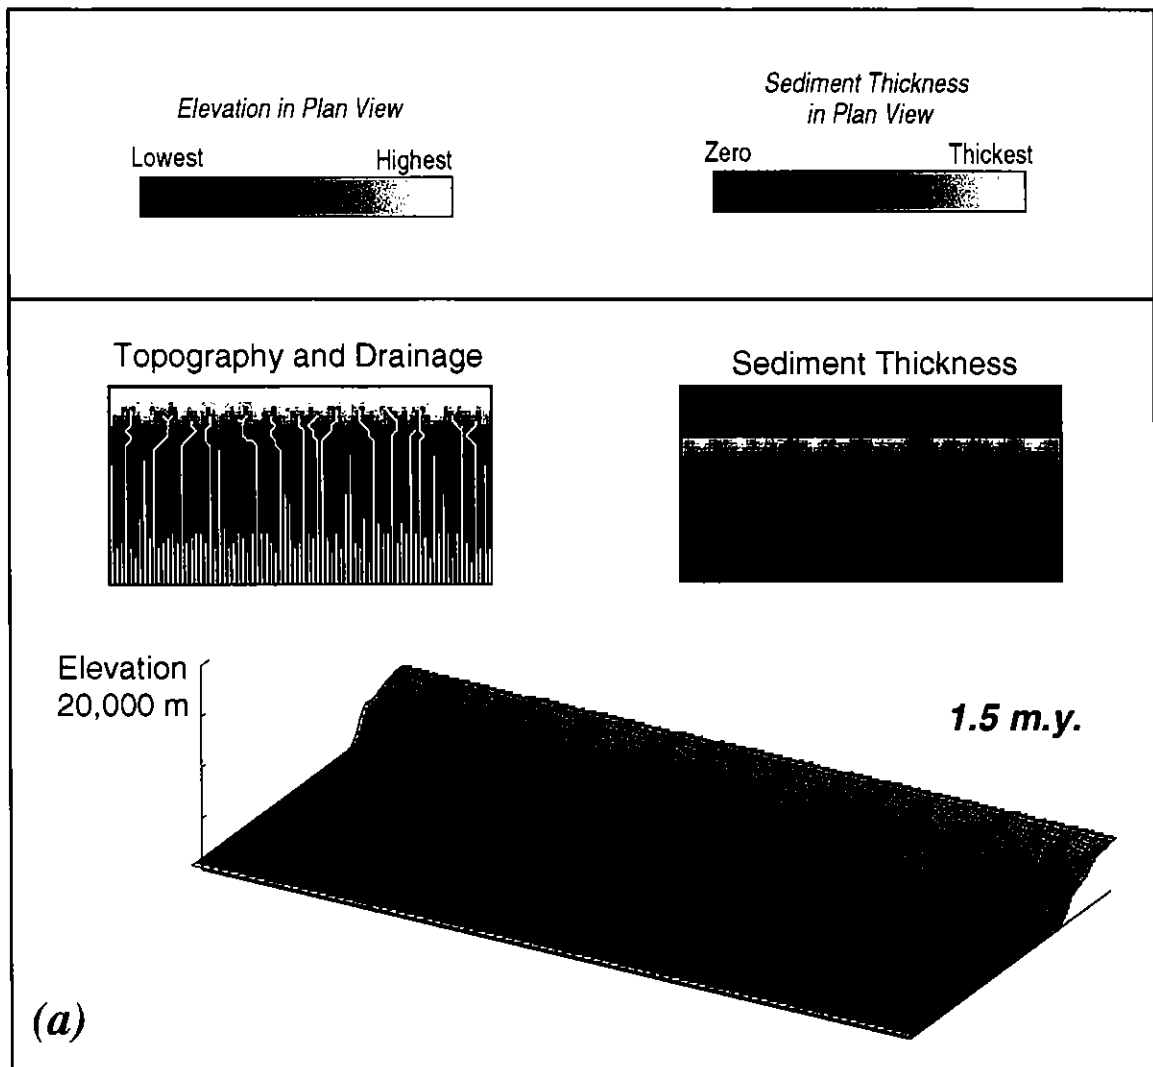 Elevation in Plan View
Lowest
Highest
Sediment Thickness
in Plan View
Zero
Thickest
Topography and Drainage
Sediment Thickness
Elevation
20,000 m
1.5 m.y.
(a)